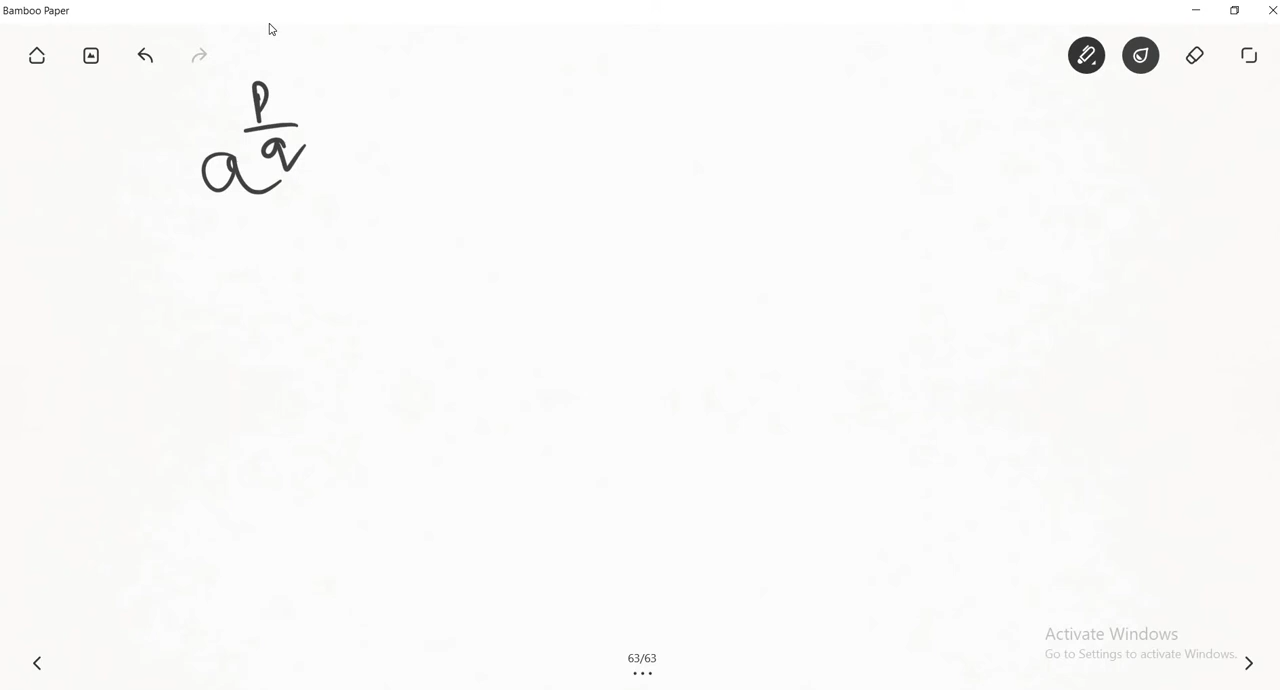 Bamboo Paper
a^{p/q}
63/63
Activate Windows
Go to Settings to activate Windows.